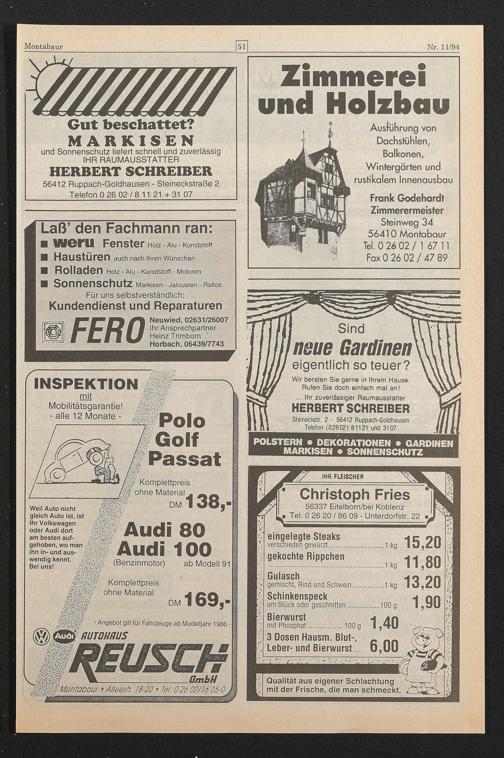 Montabaur
51
Nr. 11/94
Gut beschattet?
MARKISEN
und Sonnenschutz liefert schnell und zuverlässig
IHR RAUMAUSSTATTER
HERBERT SCHREIBER
56412 Ruppach-Goldhausen - Steineckstraße 2
Telefon 0 26 02 / 8 11 21 + 31 07
Laß' den Fachmann ran:
■ weru Fenster Holz - Alu - Kunststoff
■ Haustüren auch nach Ihren Wünschen
■ Rolladen Holz - Alu - Kunststoff - Motoren
■ Sonnenschutz Markisen - Jalousien - Rollos
Für uns selbstverständlich:
Kundendienst und Reparaturen
FERO
Neuwied, 02631/26007
Ihr Ansprechpartner
Heinz Trimborn
Horbach, 06439/7743
INSPEKTION
mit
Mobilitätsgarantie!
- alle 12 Monate -
Polo
Golf
Passat
Komplettpreis
ohne Material
DM 138,-
Weil Auto nicht
gleich Auto ist, ist
Ihr Volkswagen
oder Audi dort
am besten auf-
gehoben, wo man
ihn in- und aus-
wendig kennt.
Bei uns!
Audi 80
Audi 100
(Benzinmotor) ab Modell 91
Komplettpreis
ohne Material
DM 169,-
- Angebot gilt für Fahrzeuge ab Modelljahr 1986 -
Audi AUTOHAUS
REUSCH
GmbH
Montabaur • Alleestr. 18-20 • Tel. 0 26 02/16 05-0
Zimmerei
und Holzbau
Ausführung von
Dachstühlen,
Balkonen,
Wintergärten und
rustikalem Innenausbau
Frank Godehardt
Zimmerermeister
Steinweg 34
56410 Montabaur
Tel. 0 26 02 / 1 67 11
Fax 0 26 02 / 47 89
Sind
neue Gardinen
eigentlich so teuer?
Wir beraten Sie gerne in Ihrem Hause.
Rufen Sie doch einfach mal an!
... Ihr zuverlässiger Raumausstatter
HERBERT SCHREIBER
Steineckstr. 2 - 56412 Ruppach-Goldhausen
Telefon (02602) 81121 und 3107
POLSTERN • DEKORATIONEN • GARDINEN
MARKISEN • SONNENSCHUTZ
IHR FLEISCHER
Christoph Fries
56337 Eitelborn/bei Koblenz
Tel. 0 26 20 / 86 09 - Unterdorfstr. 22
eingelegte Steaks
verschieden gewürzt 1 kg 15,20
gekochte Rippchen
1 kg 11,80
Gulasch
gemischt, Rind und Schwein 1 kg 13,20
Schinkenspeck
am Stück oder geschnitten 100 g 1,90
Bierwurst
mit Phosphat 100 g 1,40
3 Dosen Hausm. Blut-,
Leber- und Bierwurst 6,00
Qualität aus eigener Schlachtung
mit der Frische, die man schmeckt.